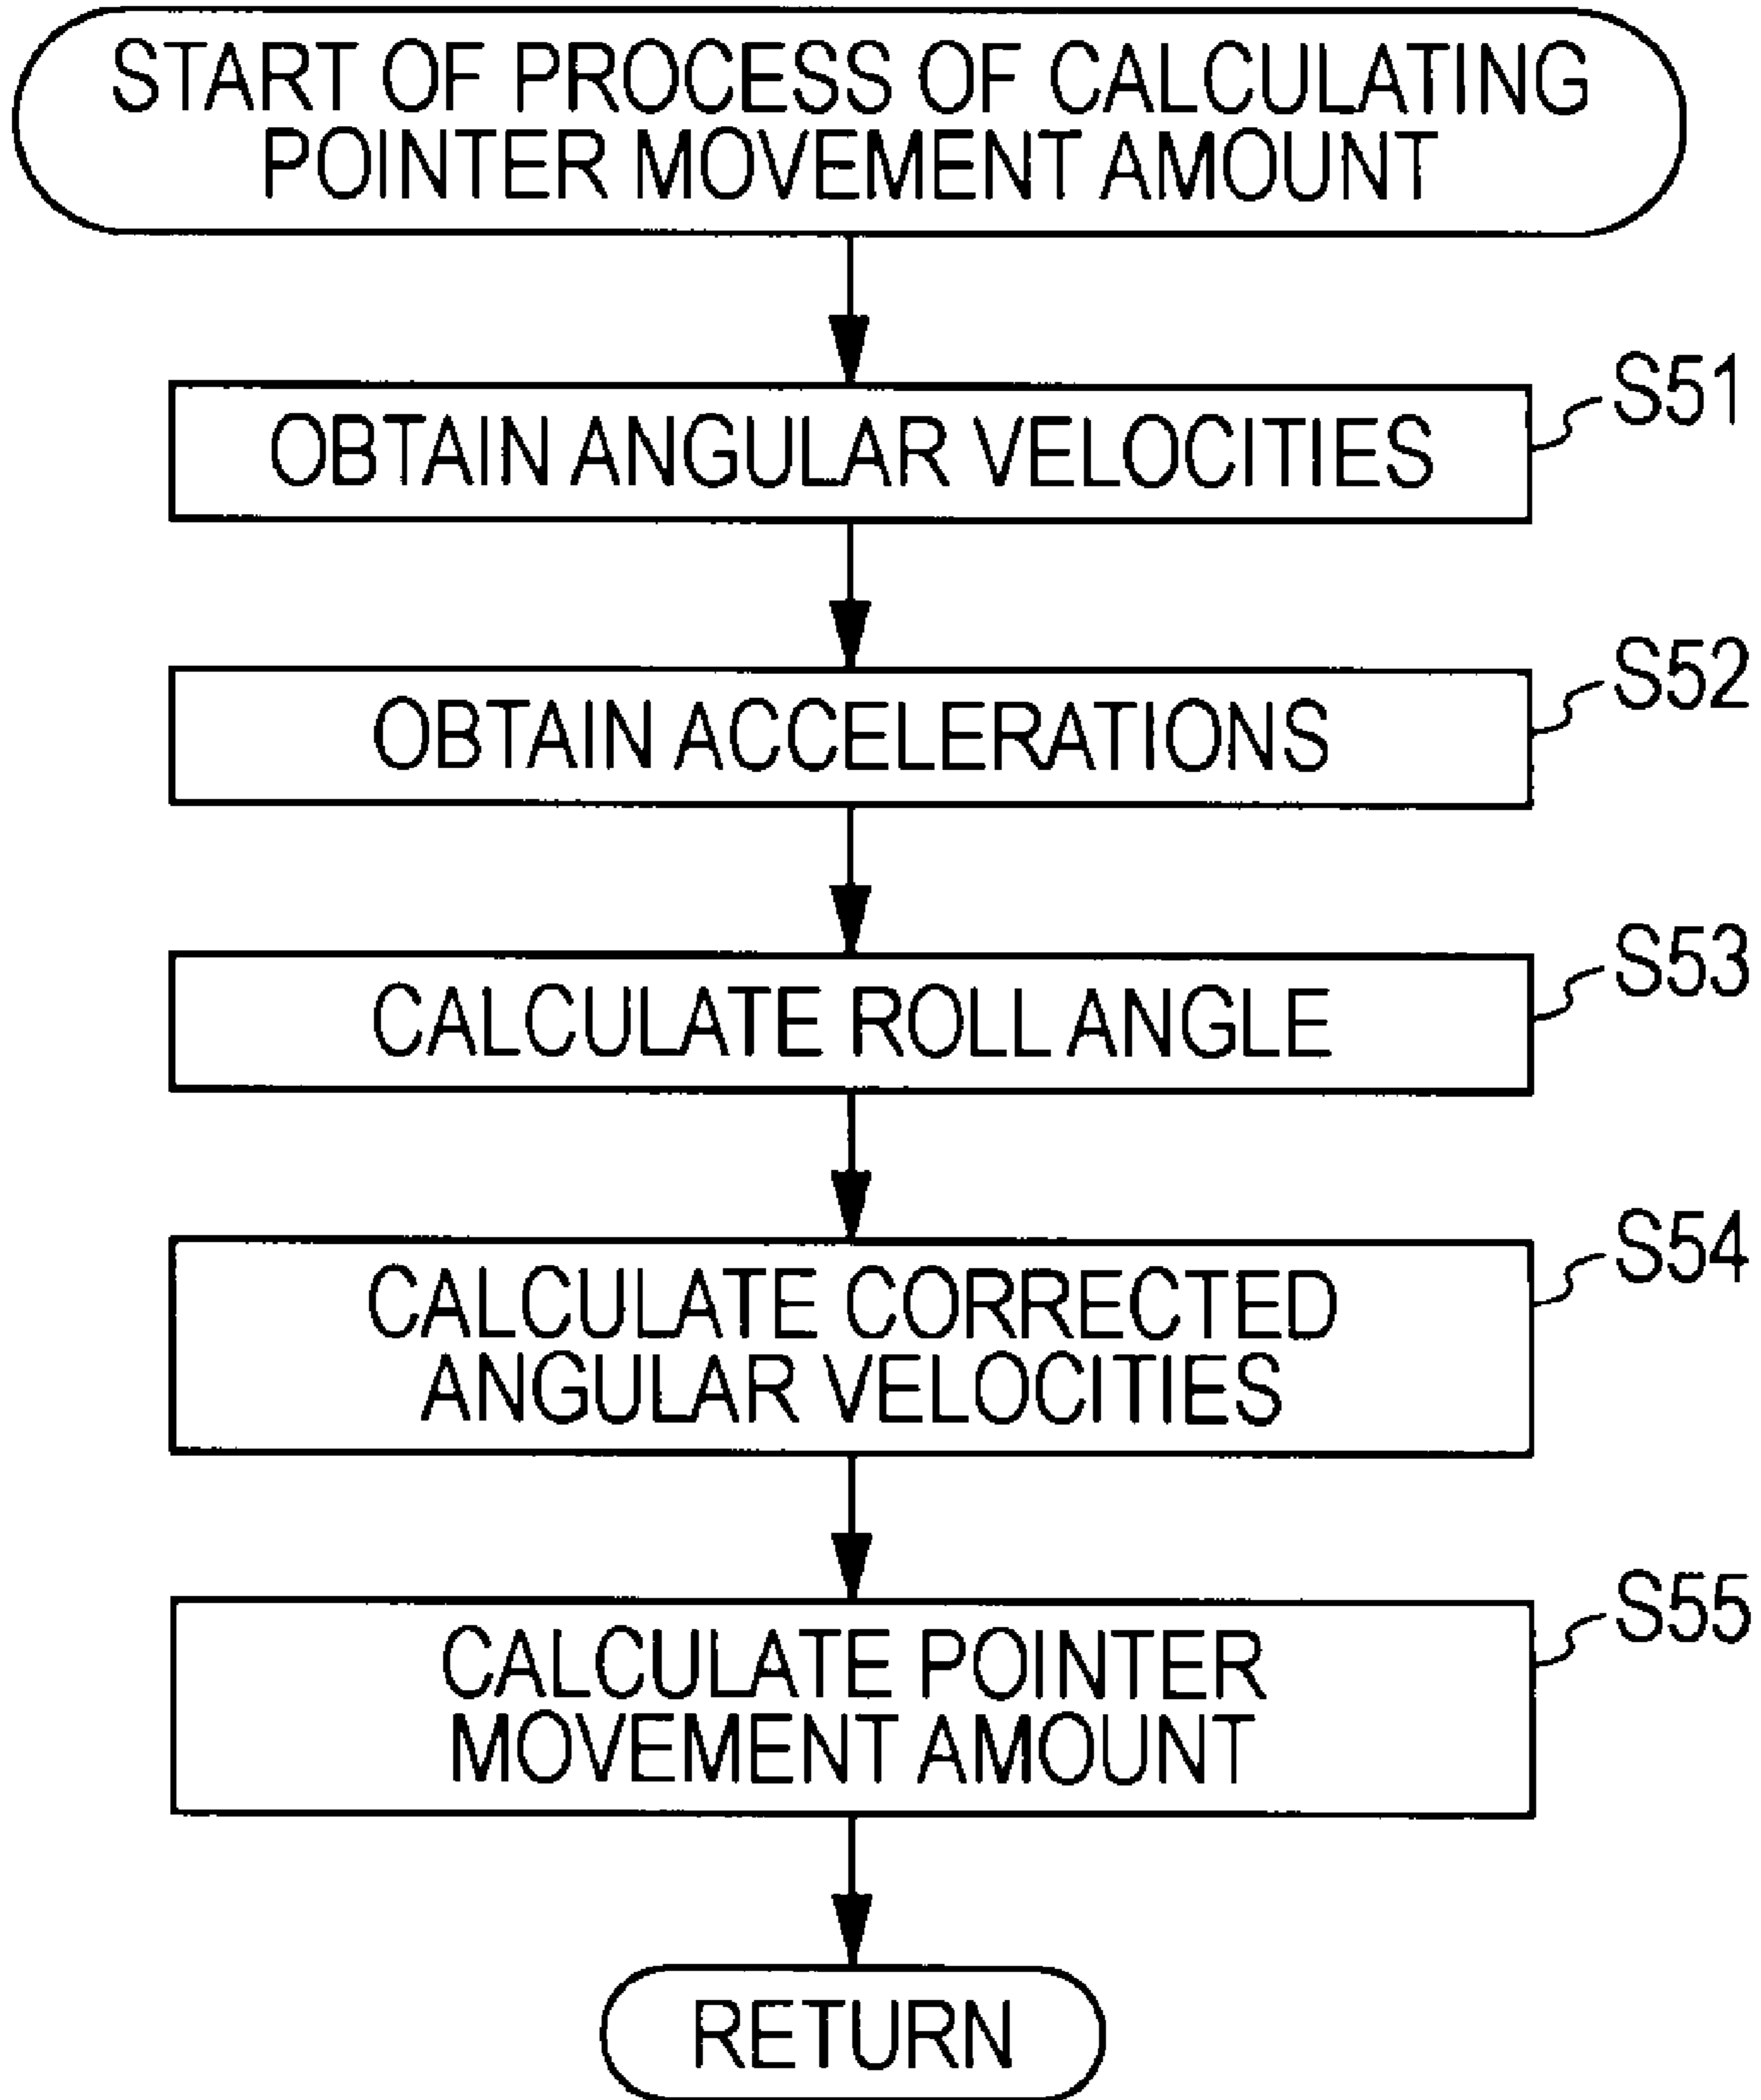 START OF PROCESS OF CALCULATING
POINTER MOVEMENT AMOUNT
S51
OBTAIN ANGULAR VELOCITIES
S52
OBTAIN ACCELERATIONS
S53
CALCULATE ROLL ANGLE
S54
CALCULATE CORRECTED
ANGULAR VELOCITIES
S55
CALCULATE POINTER
MOVEMENT AMOUNT
RETURN